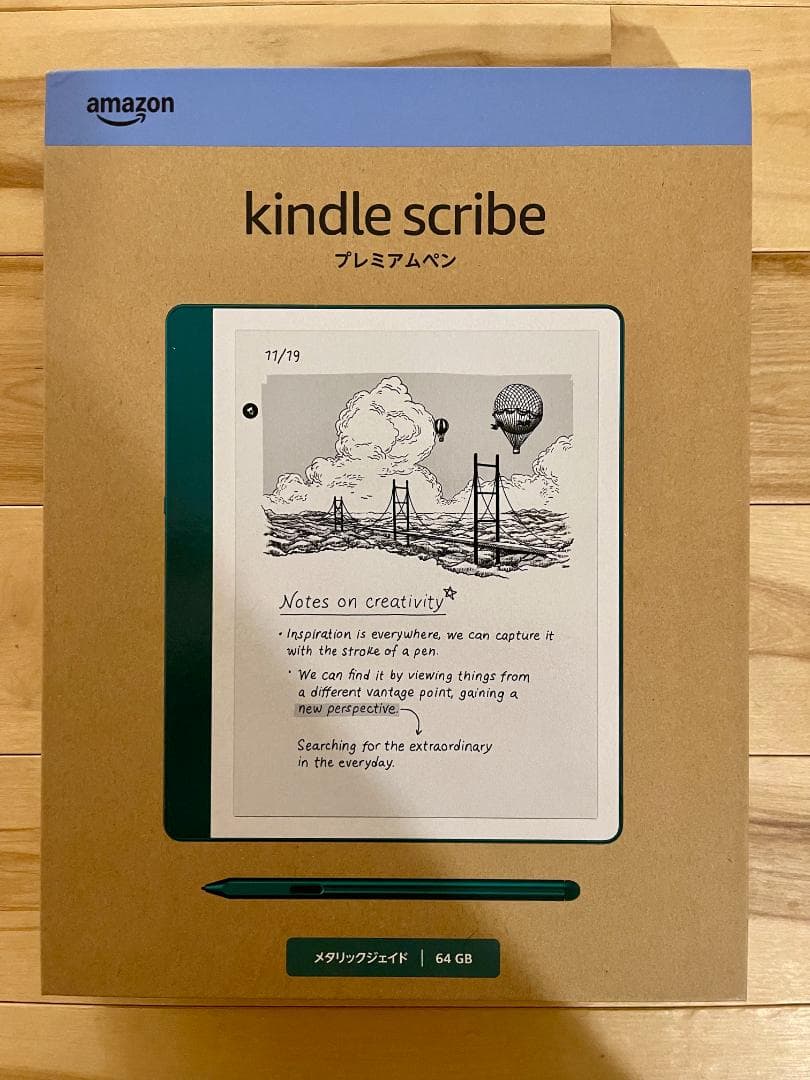 amazon
kindle scribe
プレミアムペン
11/19
Notes on creativity
• Inspiration is everywhere, we can capture it
with the stroke of a pen.
• We can find it by viewing things from
a different vantage point, gaining a
new perspective.
Searching for the extraordinary
in the everyday.
メタリックジェイド | 64 GB